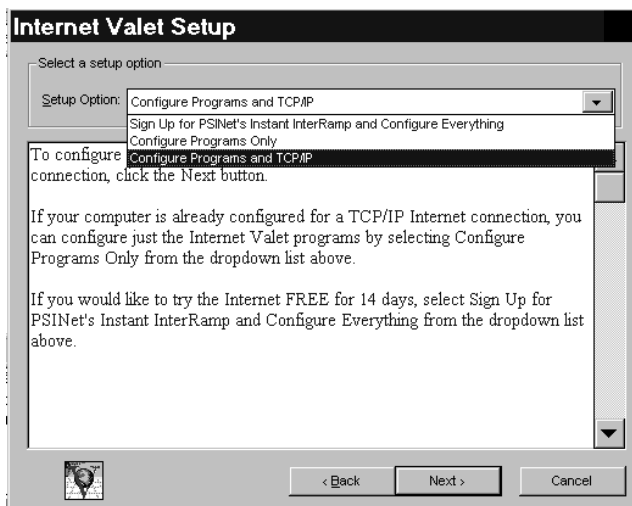 Internet Valet Setup
Select a setup option
Setup Option: Configure Programs and TCP/IP
Sign Up for PSINet's Instant InterRamp and Configure Everything
Configure Programs Only
Configure Programs and TCP/IP
To configure
connection, click the Next button.
If your computer is already configured for a TCP/IP Internet connection, you
can configure just the Internet Valet programs by selecting Configure
Programs Only from the dropdown list above.
If you would like to try the Internet FREE for 14 days, select Sign Up for
PSINet's Instant InterRamp and Configure Everything from the dropdown list
above.
< Back Next > Cancel